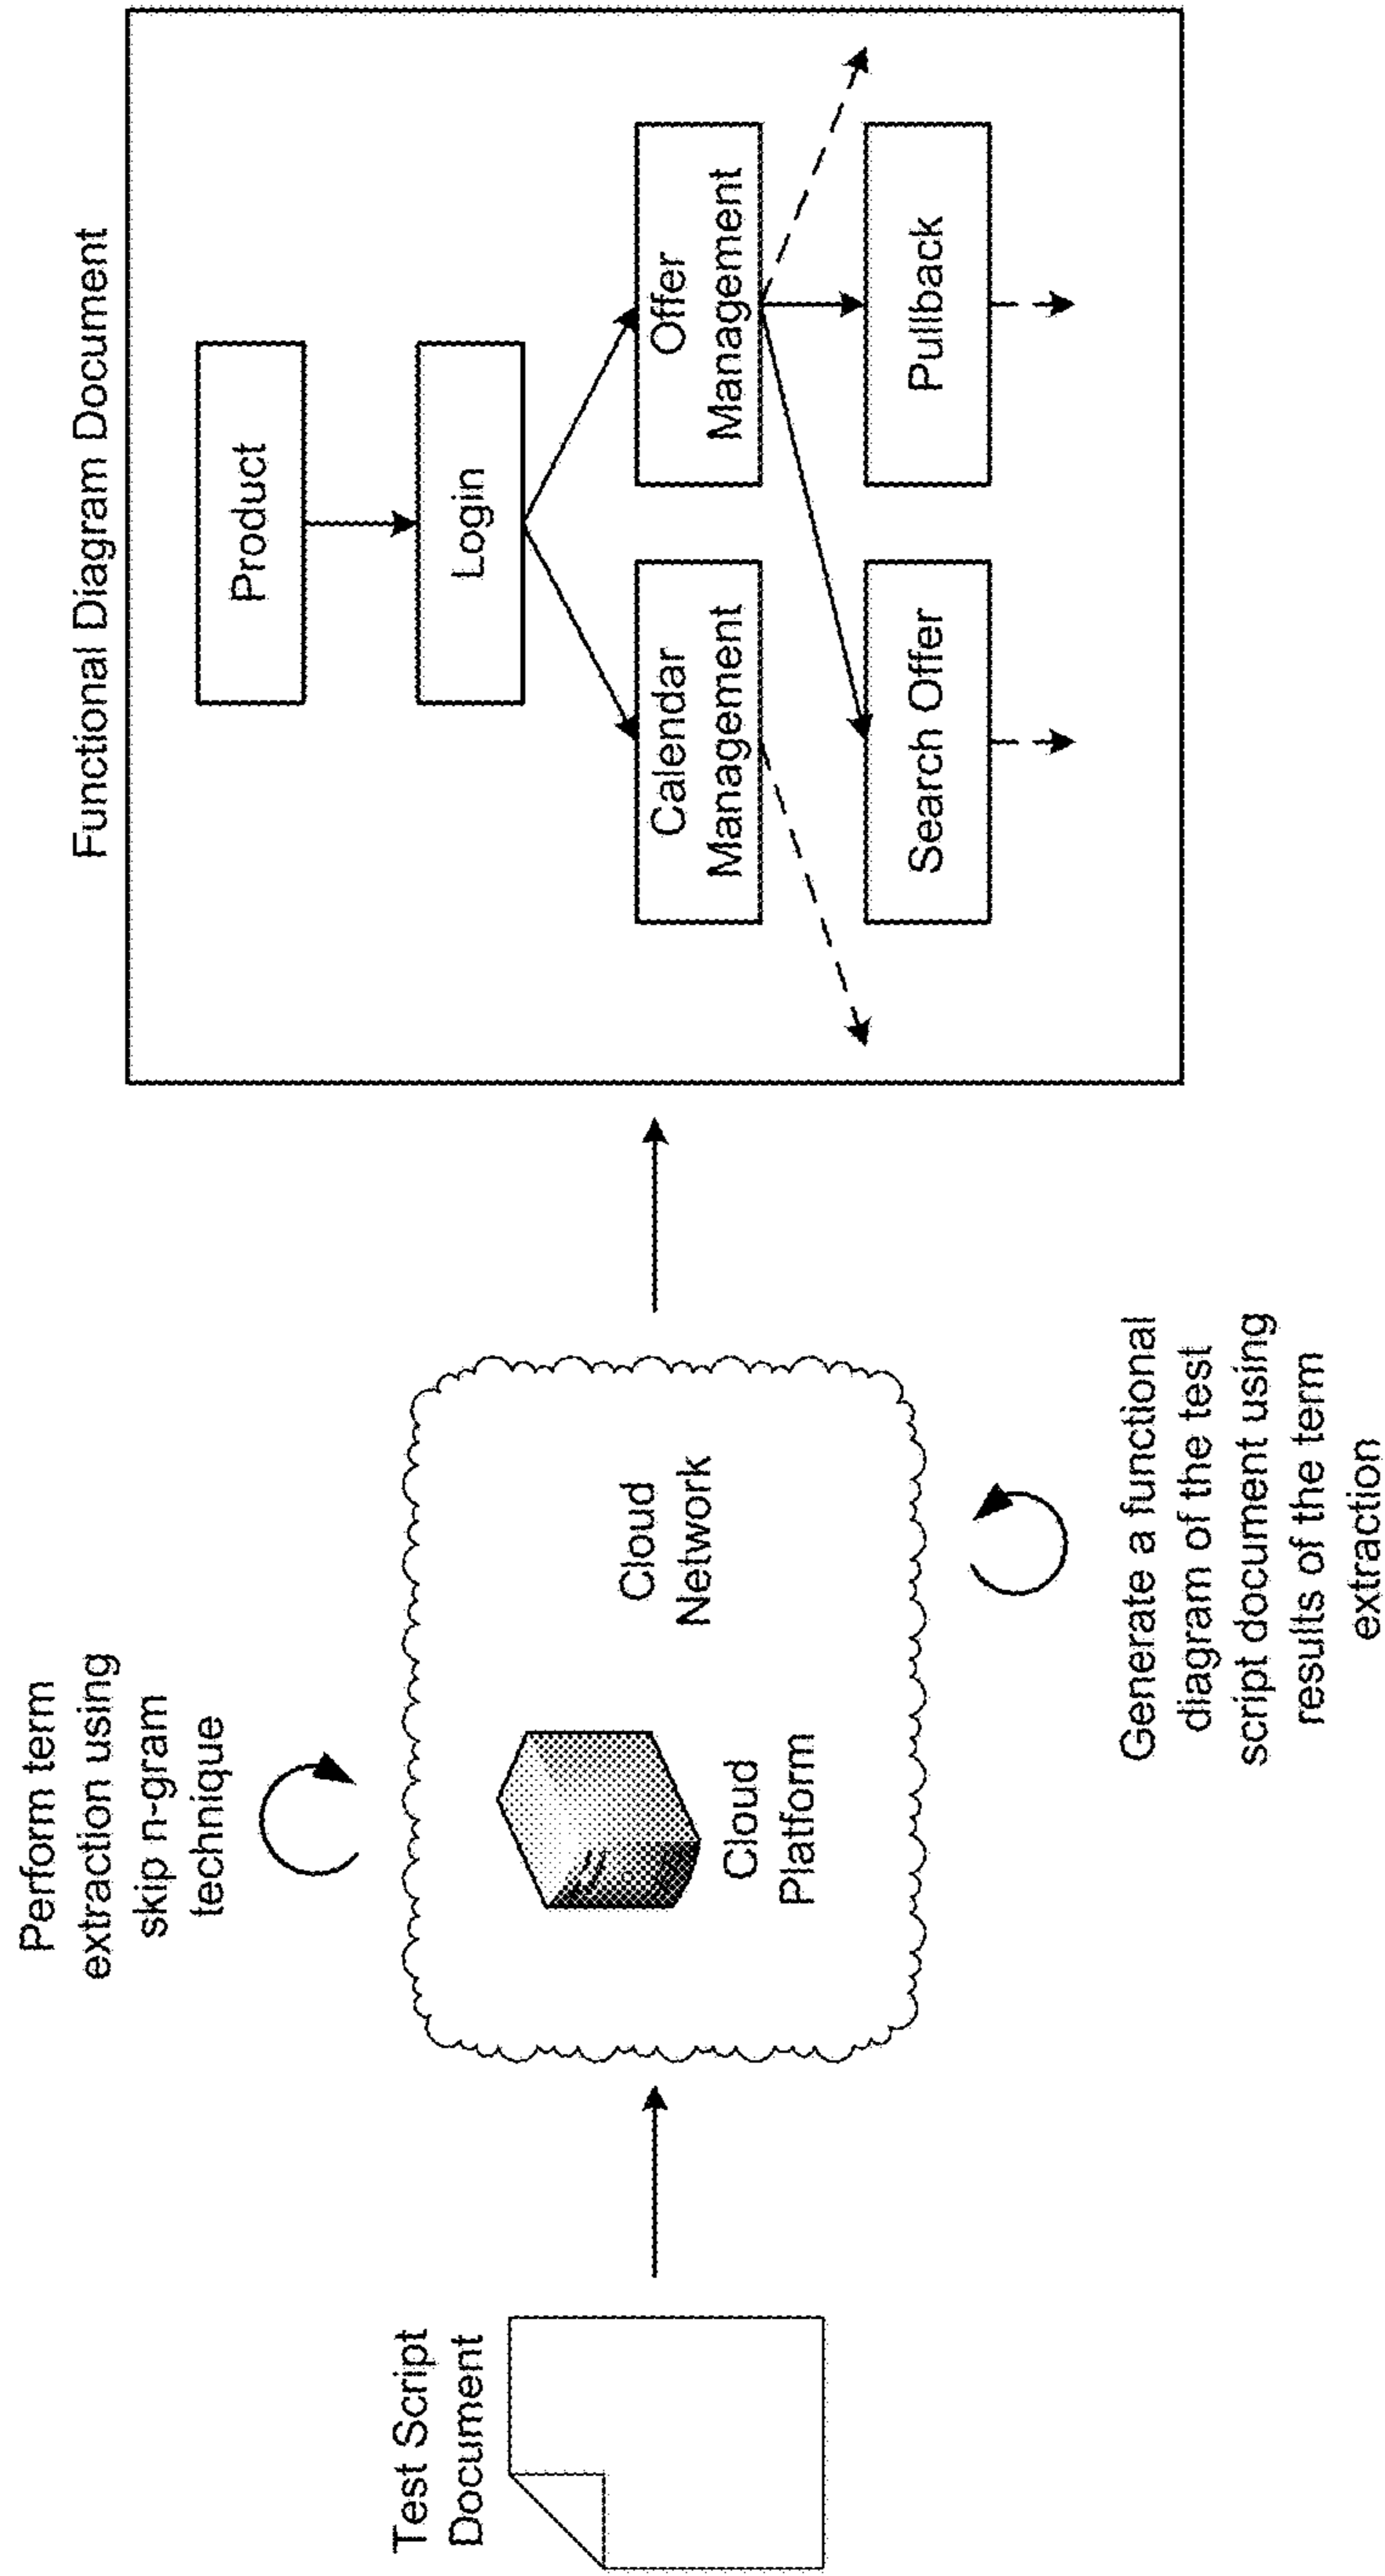 Test Script
Document
Perform term
extraction using
skip n-gram
technique
Cloud
Platform
Cloud
Network
Generate a functional
diagram of the test
script document using
results of the term
extraction
Functional Diagram Document
Product
Login
Calendar
Management
Offer
Management
Search Offer
Pullback